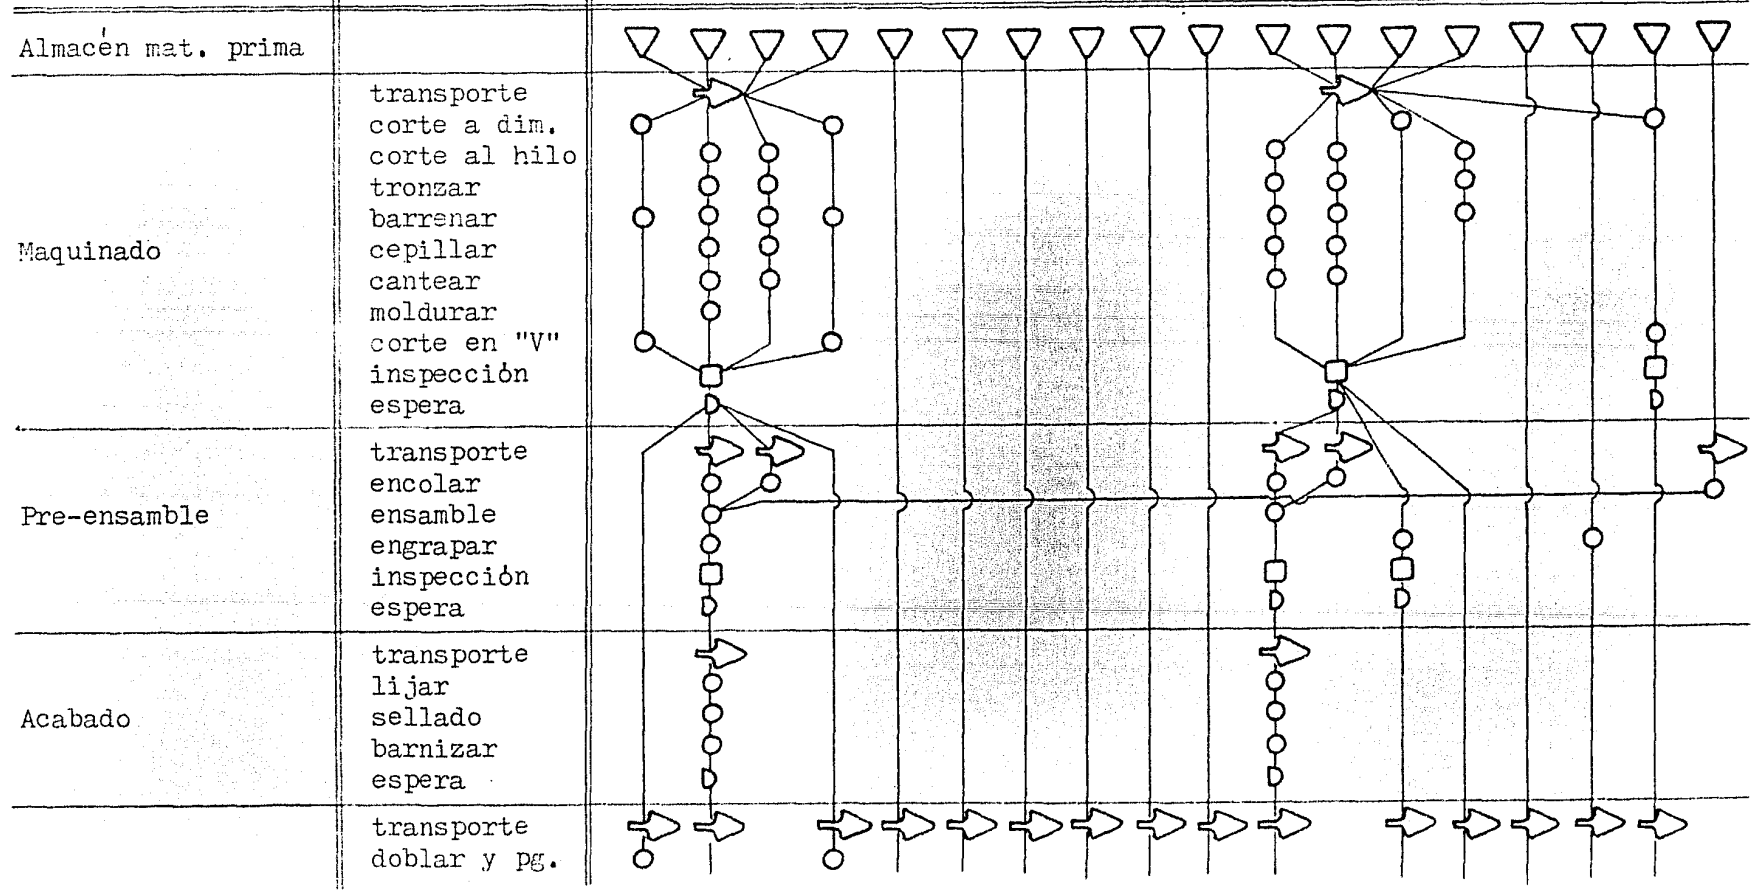 Almacén mat. prima
transporte
corte a dim.
corte al hilo
tronzar
barrenar
Maquinado
cepillar
cantear
moldurar
corte en "V"
inspección
espera
transporte
encolar
Pre-ensamble
ensamble
engrapar
inspección
espera
transporte
lijar
Acabado
sellado
barnizar
espera
transporte
doblar y pg.